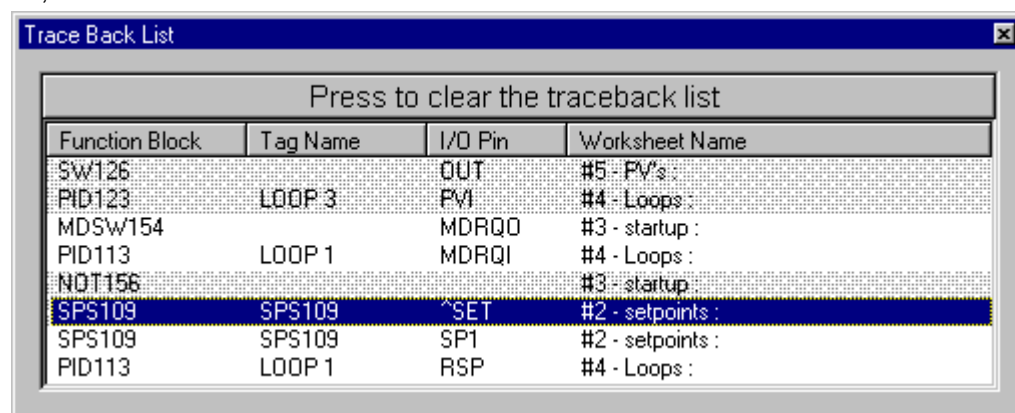 Trace Back List
Press to clear the traceback list
Function Block Tag Name I/O Pin Worksheet Name
SW126 OUT #5 - PV's :
PID123 LOOP 3 PVI #4 - Loops :
MDSW154 MDRQO #3 - startup :
PID113 LOOP 1 MDRQI #4 - Loops :
NOT156 #3 - startup :
SPS109 SPS109 ^SET #2 - setpoints :
SPS109 SPS109 SP1 #2 - setpoints :
PID113 LOOP 1 RSP #4 - Loops :